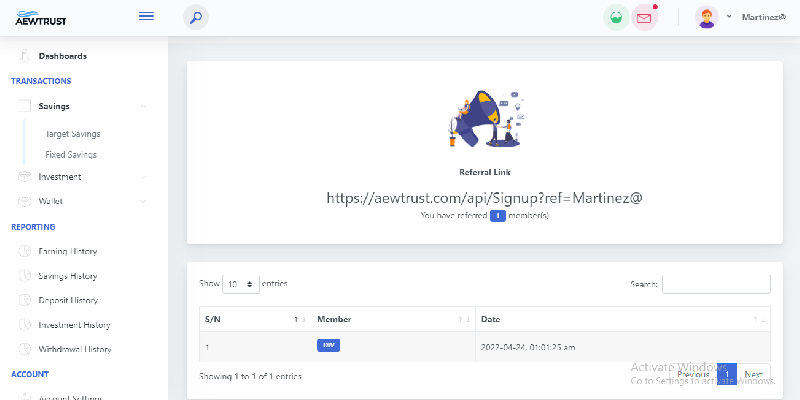 AEWTRUST
Martinez@
Dashboards
TRANSACTIONS
Savings
Target Savings
Fixed Savings
Investment
Wallet
REPORTING
Earning History
Savings History
Deposit History
Investment History
Withdrawal History
ACCOUNT
Account Settings
Referral Link
https://aewtrust.com/api/Signup?ref=Martinez@
You have referred 1 member(s)
Show 10 entries
Search:
S/N Member Date
1 2022-04-24, 01:01:25 am
Showing 1 to 1 of 1 entries
Previous 1 Next
Activate Windows
Go to Settings to activate Windows.